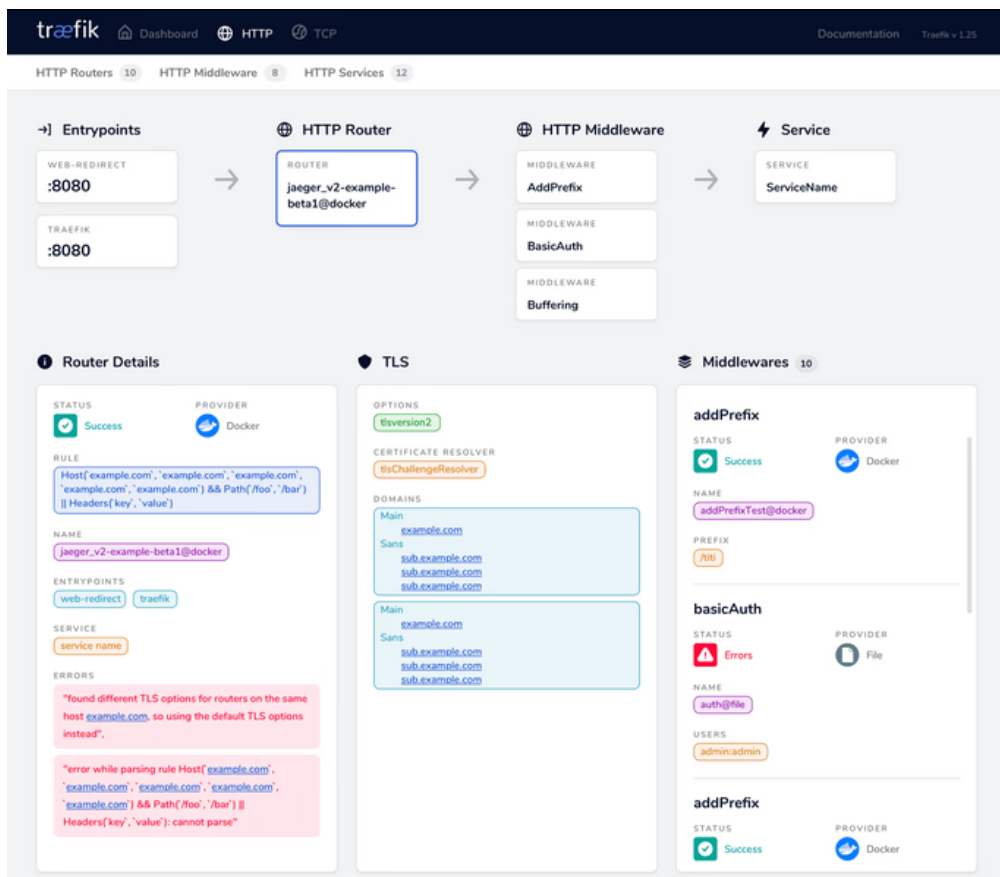 træfik Dashboard HTTP TCP Documentation Traefik v 1.25
HTTP Routers 10 HTTP Middleware 8 HTTP Services 12
Entrypoints
WEB-REDIRECT
:8080
TRAEFIK
:8080
HTTP Router
ROUTER
jaeger_v2-example-
beta1@docker
HTTP Middleware
MIDDLEWARE
AddPrefix
MIDDLEWARE
BasicAuth
MIDDLEWARE
Buffering
Service
SERVICE
ServiceName
Router Details
STATUS PROVIDER
Success Docker
RULE
Host(`example.com`, `example.com`, `example.com`,
`example.com`, `example.com`) && Path(`/foo`, `/bar`)
|| Headers(`key`, `value`)
NAME
jaeger_v2-example-beta1@docker
ENTRYPOINTS
web-redirect traefik
SERVICE
service name
ERRORS
"found different TLS options for routers on the same
host example.com, so using the default TLS options
instead",
"error while parsing rule Host(`example.com`,
`example.com`, `example.com`, `example.com`,
`example.com`) && Path(`/foo`, `/bar`) ||
Headers(`key`, `value`): cannot parse"
TLS
OPTIONS
tlsversion2
CERTIFICATE RESOLVER
tlsChallengeResolver
DOMAINS
Main
example.com
Sans
sub.example.com
sub.example.com
sub.example.com
Main
example.com
Sans
sub.example.com
sub.example.com
sub.example.com
Middlewares 10
addPrefix
STATUS PROVIDER
Success Docker
NAME
addPrefixTest@docker
PREFIX
/titi
basicAuth
STATUS PROVIDER
Errors File
NAME
auth@file
USERS
admin:admin
addPrefix
STATUS PROVIDER
Success Docker